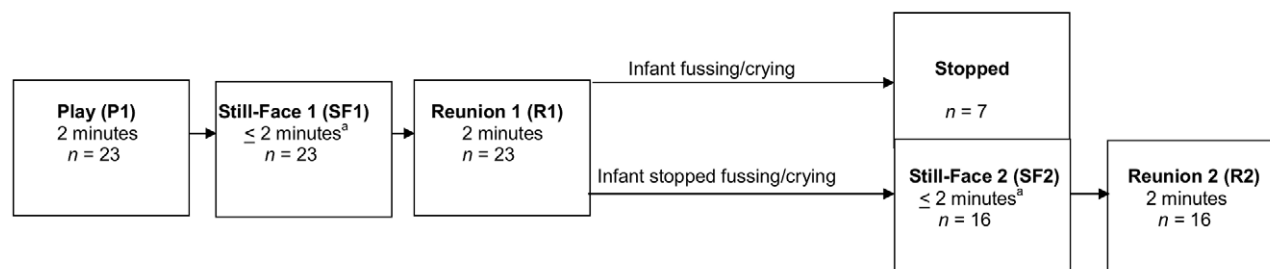 Play (P1)
2 minutes
n = 23
Still-Face 1 (SF1)
≤ 2 minutesᵃ
n = 23
Reunion 1 (R1)
2 minutes
n = 23
Infant fussing/crying
Stopped
n = 7
Infant stopped fussing/crying
Still-Face 2 (SF2)
≤ 2 minutesᵃ
n = 16
Reunion 2 (R2)
2 minutes
n = 16